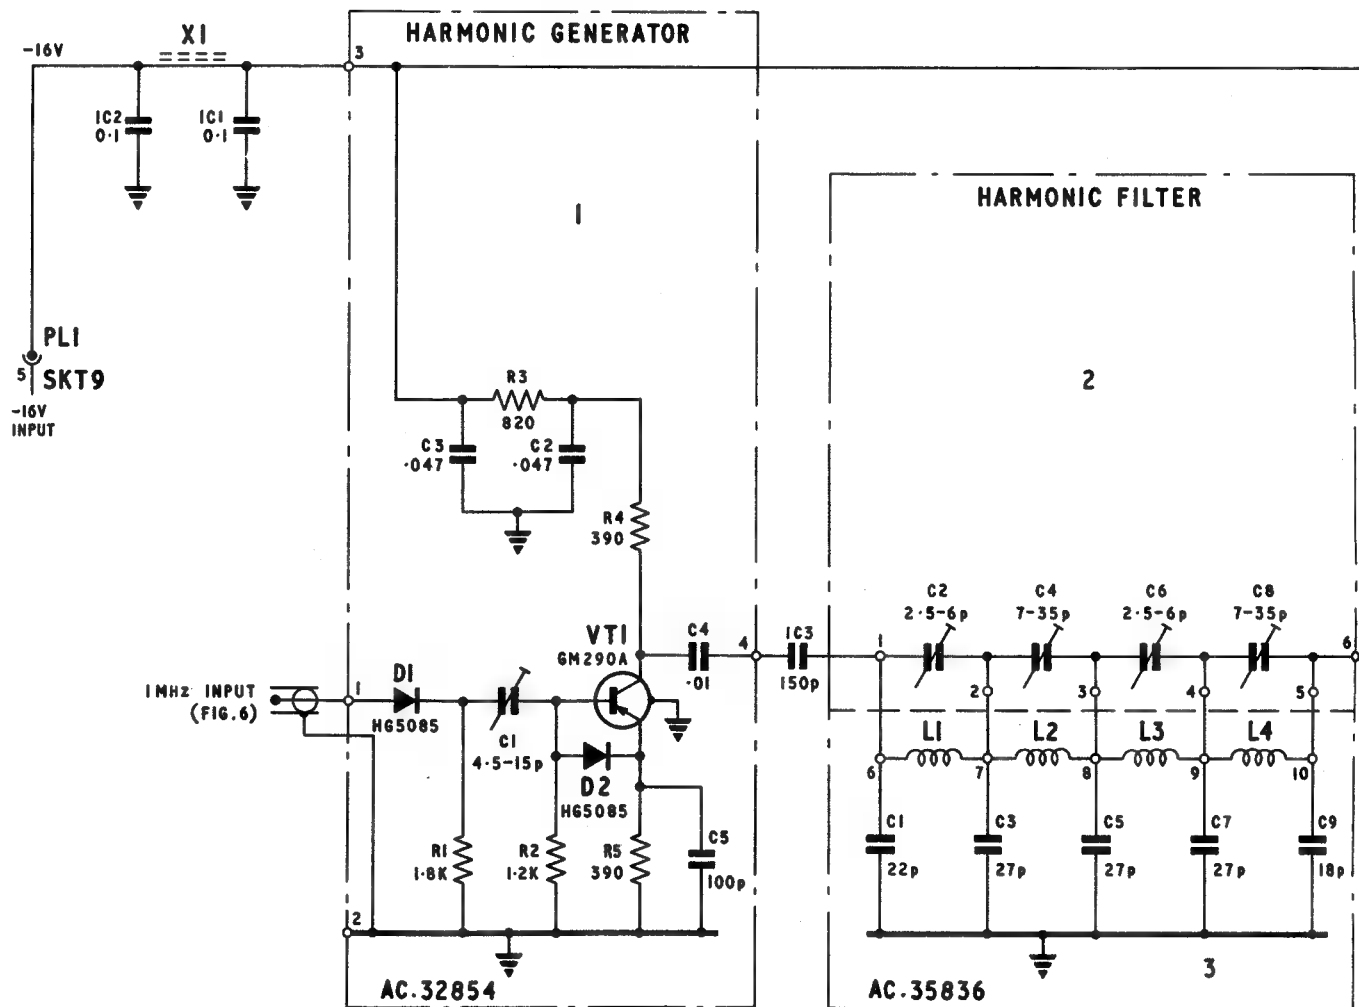 HARMONIC GENERATOR
X1
-16V
3
1C2
0·1
1C1
0·1
1
HARMONIC FILTER
2
PL1
5
SKT9
-16V
INPUT
R3
820
C3
·047
C2
·047
R4
390
VT1
GM290A
C4
·01
4
1C3
150p
1
C2
2·5-6p
C4
7-35p
C6
2·5-6p
C8
7-35p
6
2
3
4
5
1MHz INPUT
(FIG.6)
1
D1
HG5085
C1
4·5-15p
D2
HG5085
L1
L2
L3
L4
6
7
8
9
10
R1
1·8K
R2
1·2K
R5
390
C5
100p
C1
22p
C3
27p
C5
27p
C7
27p
C9
18p
2
3
AC.32854
AC.35836